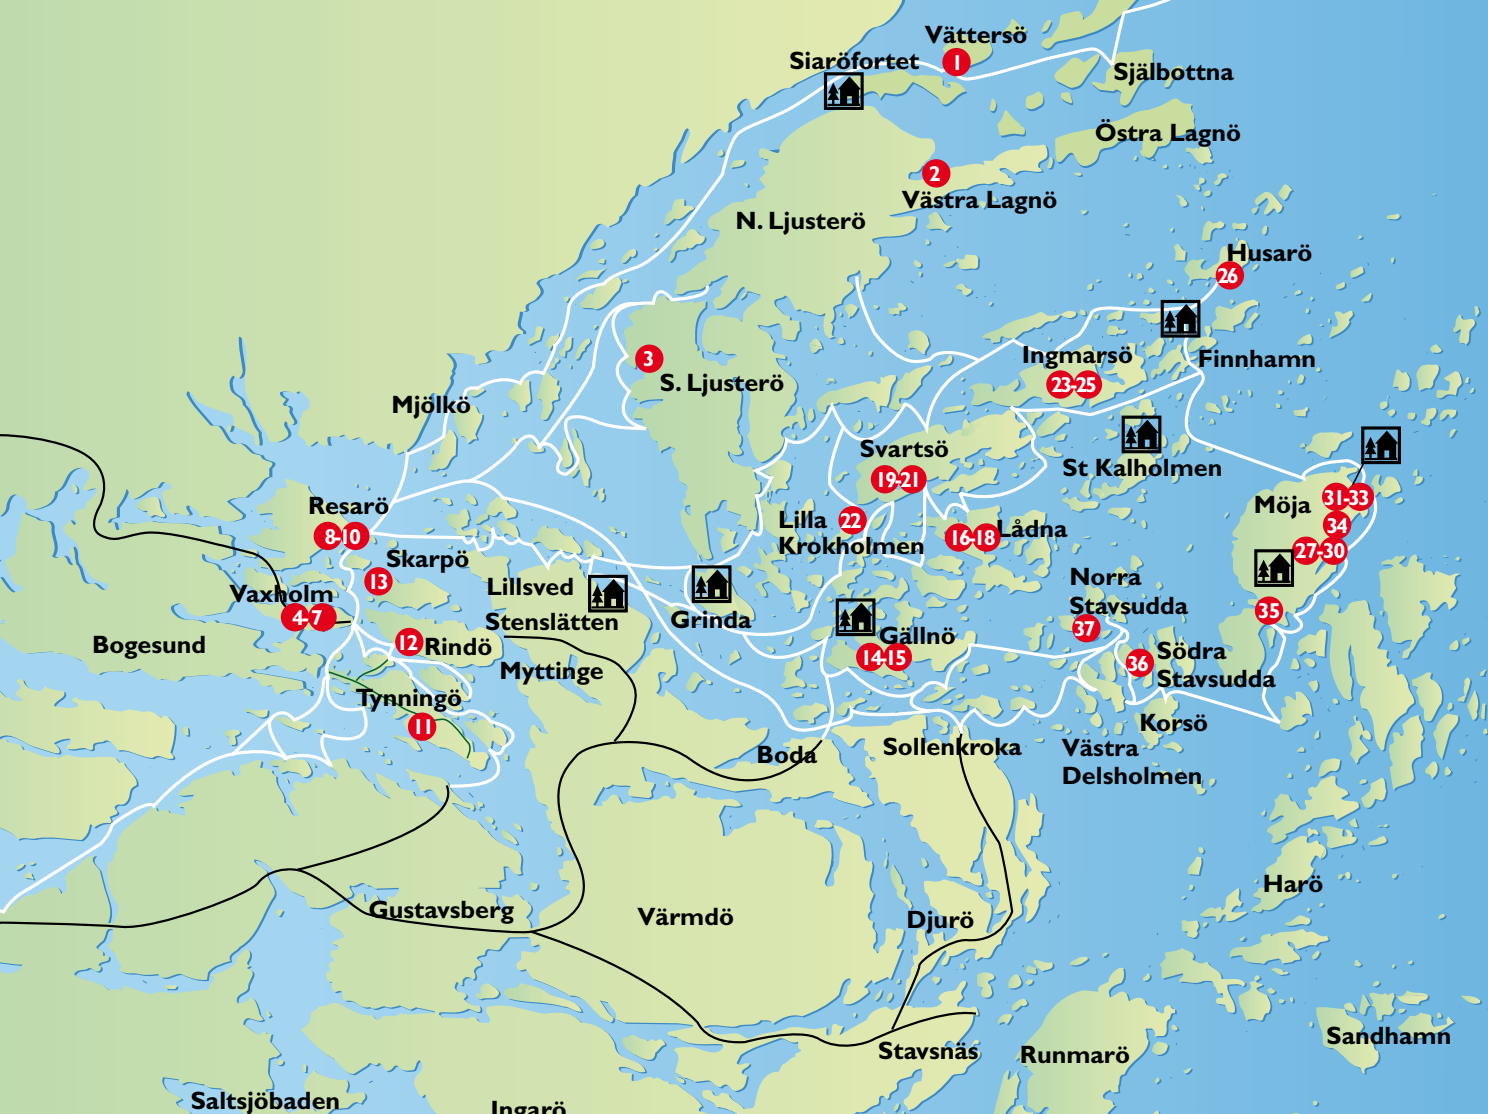 Vättersö
1
Siaröfortet
Själbottna
Östra Lagnö
2
Västra Lagnö
N. Ljusterö
Husarö
26
3
S. Ljusterö
Ingmarsö
23-25
Finnhamn
Mjölkö
Svartsö
19-21
St Kalholmen
Resarö
8-10
Lilla
Krokholmen
22
16-18
Lådna
Möja
31-33
34
27-30
35
Skarpö
13
Vaxholm
4-7
Lillsved
Stenslätten
Grinda
Norra
Stavsudda
37
Bogesund
12
Rindö
Myttinge
Gällnö
14-15
36
Södra
Stavsudda
Tynningö
11
Korsö
Boda
Sollenkroka
Västra
Delsholmen
Harö
Gustavsberg
Värmdö
Djurö
Stavsnäs
Runmarö
Sandhamn
Saltsjöbaden
Ingarö